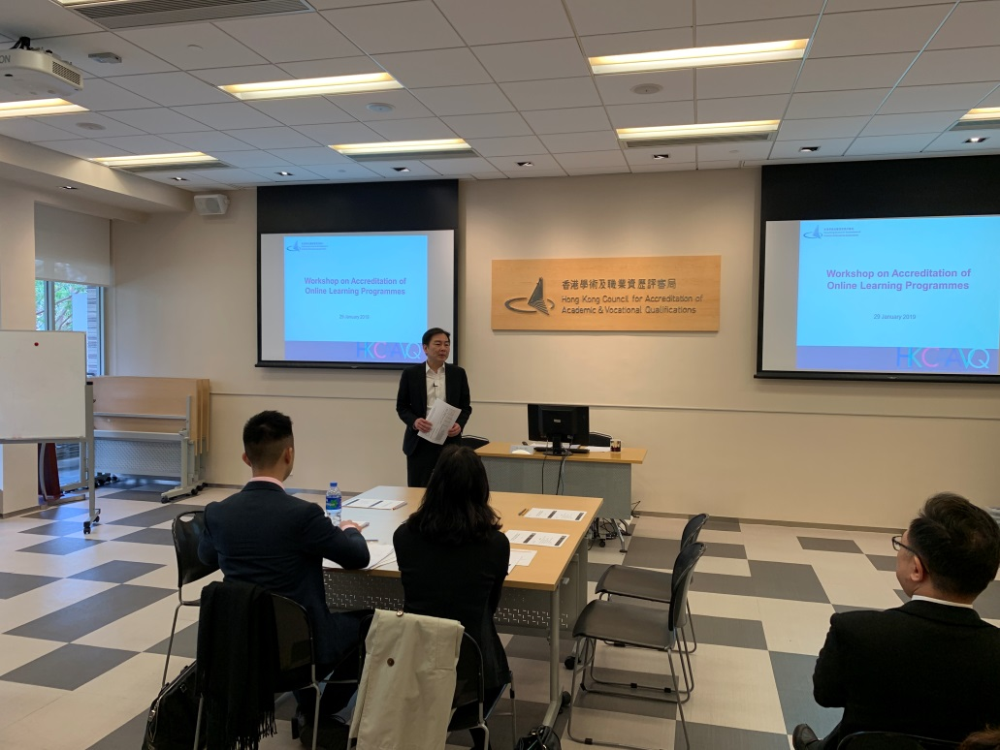 Workshop on Accreditation of
Online Learning Programmes
29 January 2019
HKCAAVQ
香港學術及職業資歷評審局
Hong Kong Council for Accreditation of
Academic & Vocational Qualifications
Workshop on Accreditation of
Online Learning Programmes
29 January 2019
HKCAAVQ